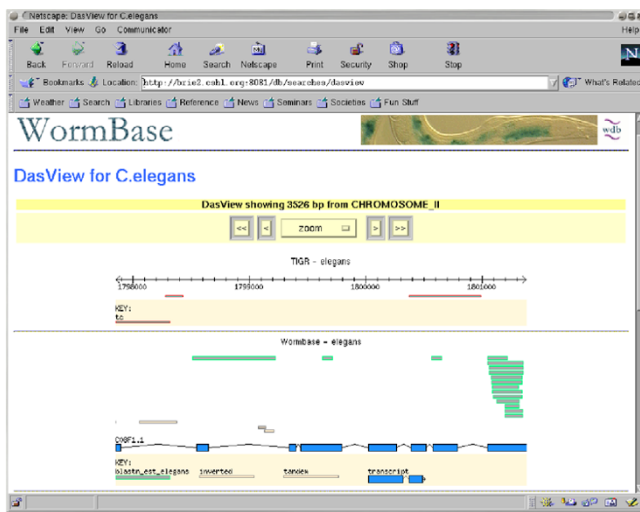 Netscape: DasView for C.elegans
File Edit View Go Communicator Help
Back Forward Reload Home Search Netscape Print Security Shop Stop N
Bookmarks Location: http://brie2.cshl.org:8081/db/searches/dasview What's Relate
Weather Search Libraries Reference News Seminars Societies Fun Stuff
WormBase wdb
DasView for C.elegans
DasView showing 3526 bp from CHROMOSOME_II
<< < zoom > >>
TIGR - elegans
1798000 1799000 1800000 1801000
KEY:
tc
Wormbase - elegans
C08F1.1
KEY:
blastn_est_elegans inverted tandem transcript